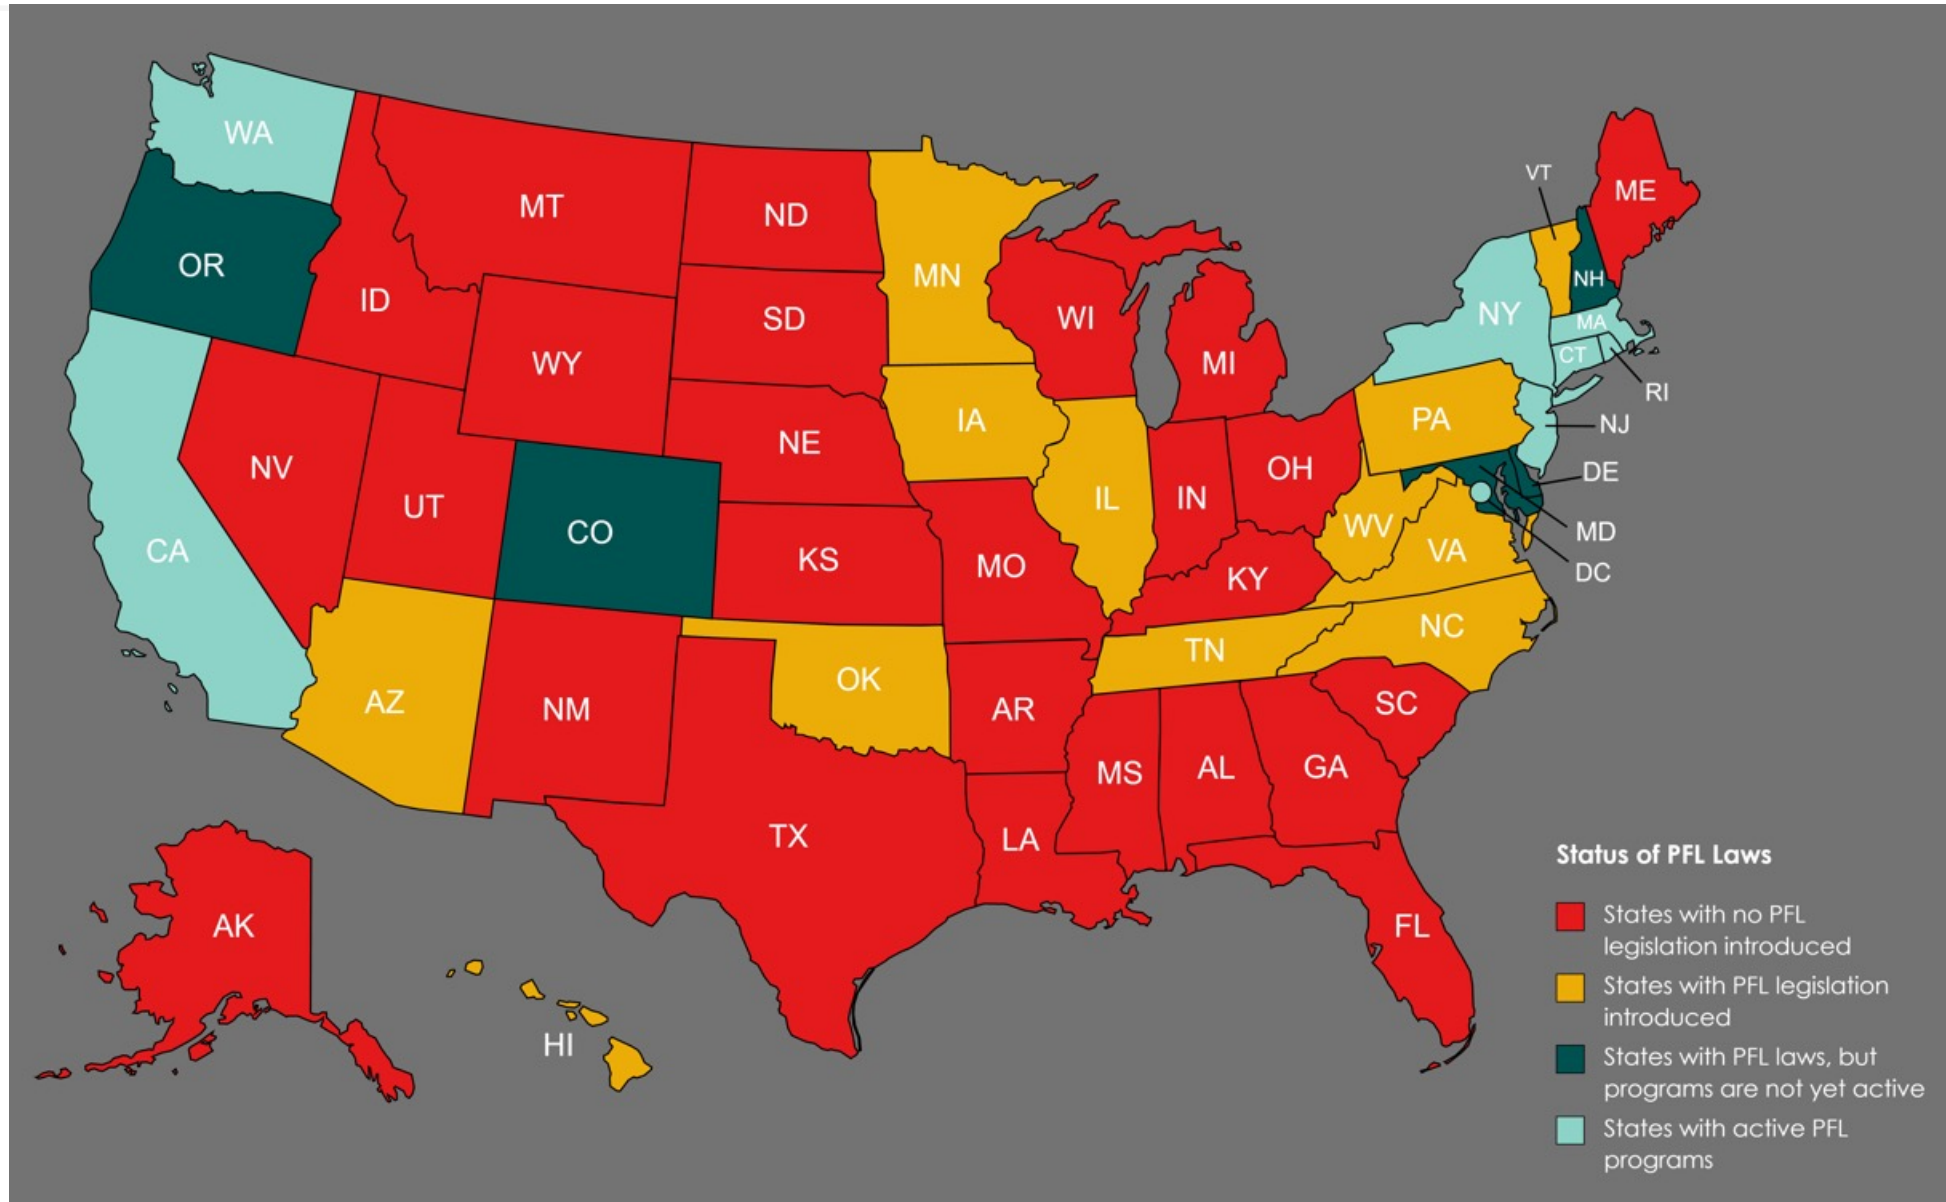 WA
OR
CA
ID
NV
MT
WY
UT
AZ
CO
NM
ND
SD
NE
KS
OK
TX
MN
IA
MO
AR
LA
WI
IL
MI
IN
OH
KY
TN
MS
AL
GA
FL
SC
NC
VA
WV
PA
NY
VT
NH
ME
MA
CT
RI
NJ
DE
MD
DC
AK
HI
Status of PFL Laws
States with no PFL
legislation introduced
States with PFL legislation
introduced
States with PFL laws, but
programs are not yet active
States with active PFL
programs